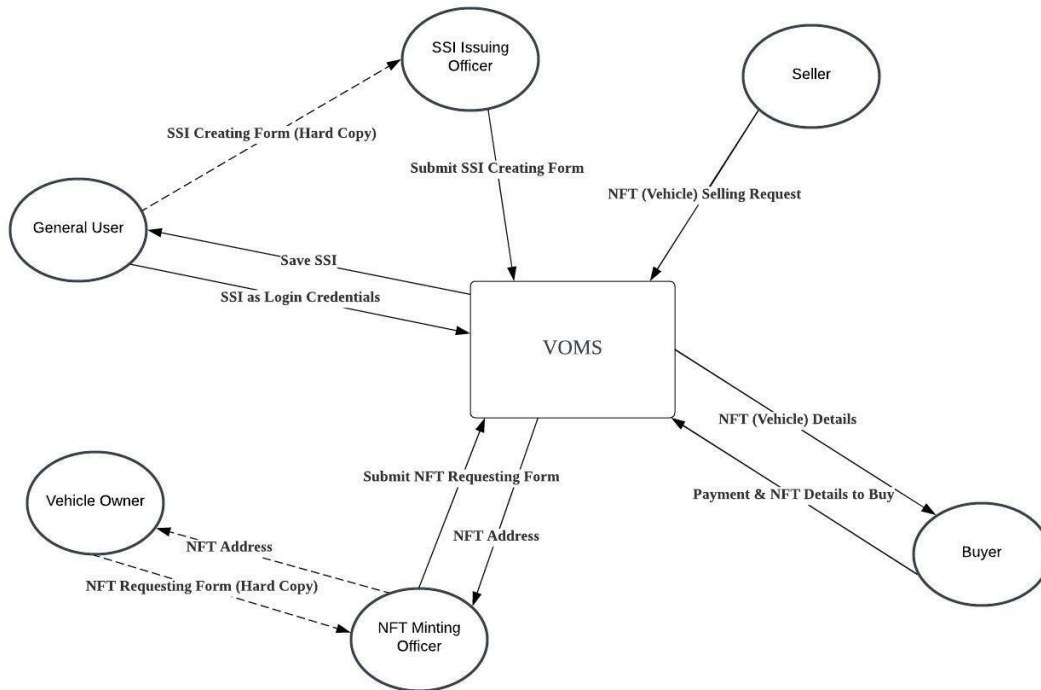 SSI Issuing
Officer
Seller
SSI Creating Form (Hard Copy)
Submit SSI Creating Form
NFT (Vehicle) Selling Request
General User
Save SSI
SSI as Login Credentials
VOMS
NFT (Vehicle) Details
Submit NFT Requesting Form
Payment & NFT Details to Buy
Vehicle Owner
NFT Address
NFT Address
Buyer
NFT Requesting Form (Hard Copy)
NFT Minting
Officer